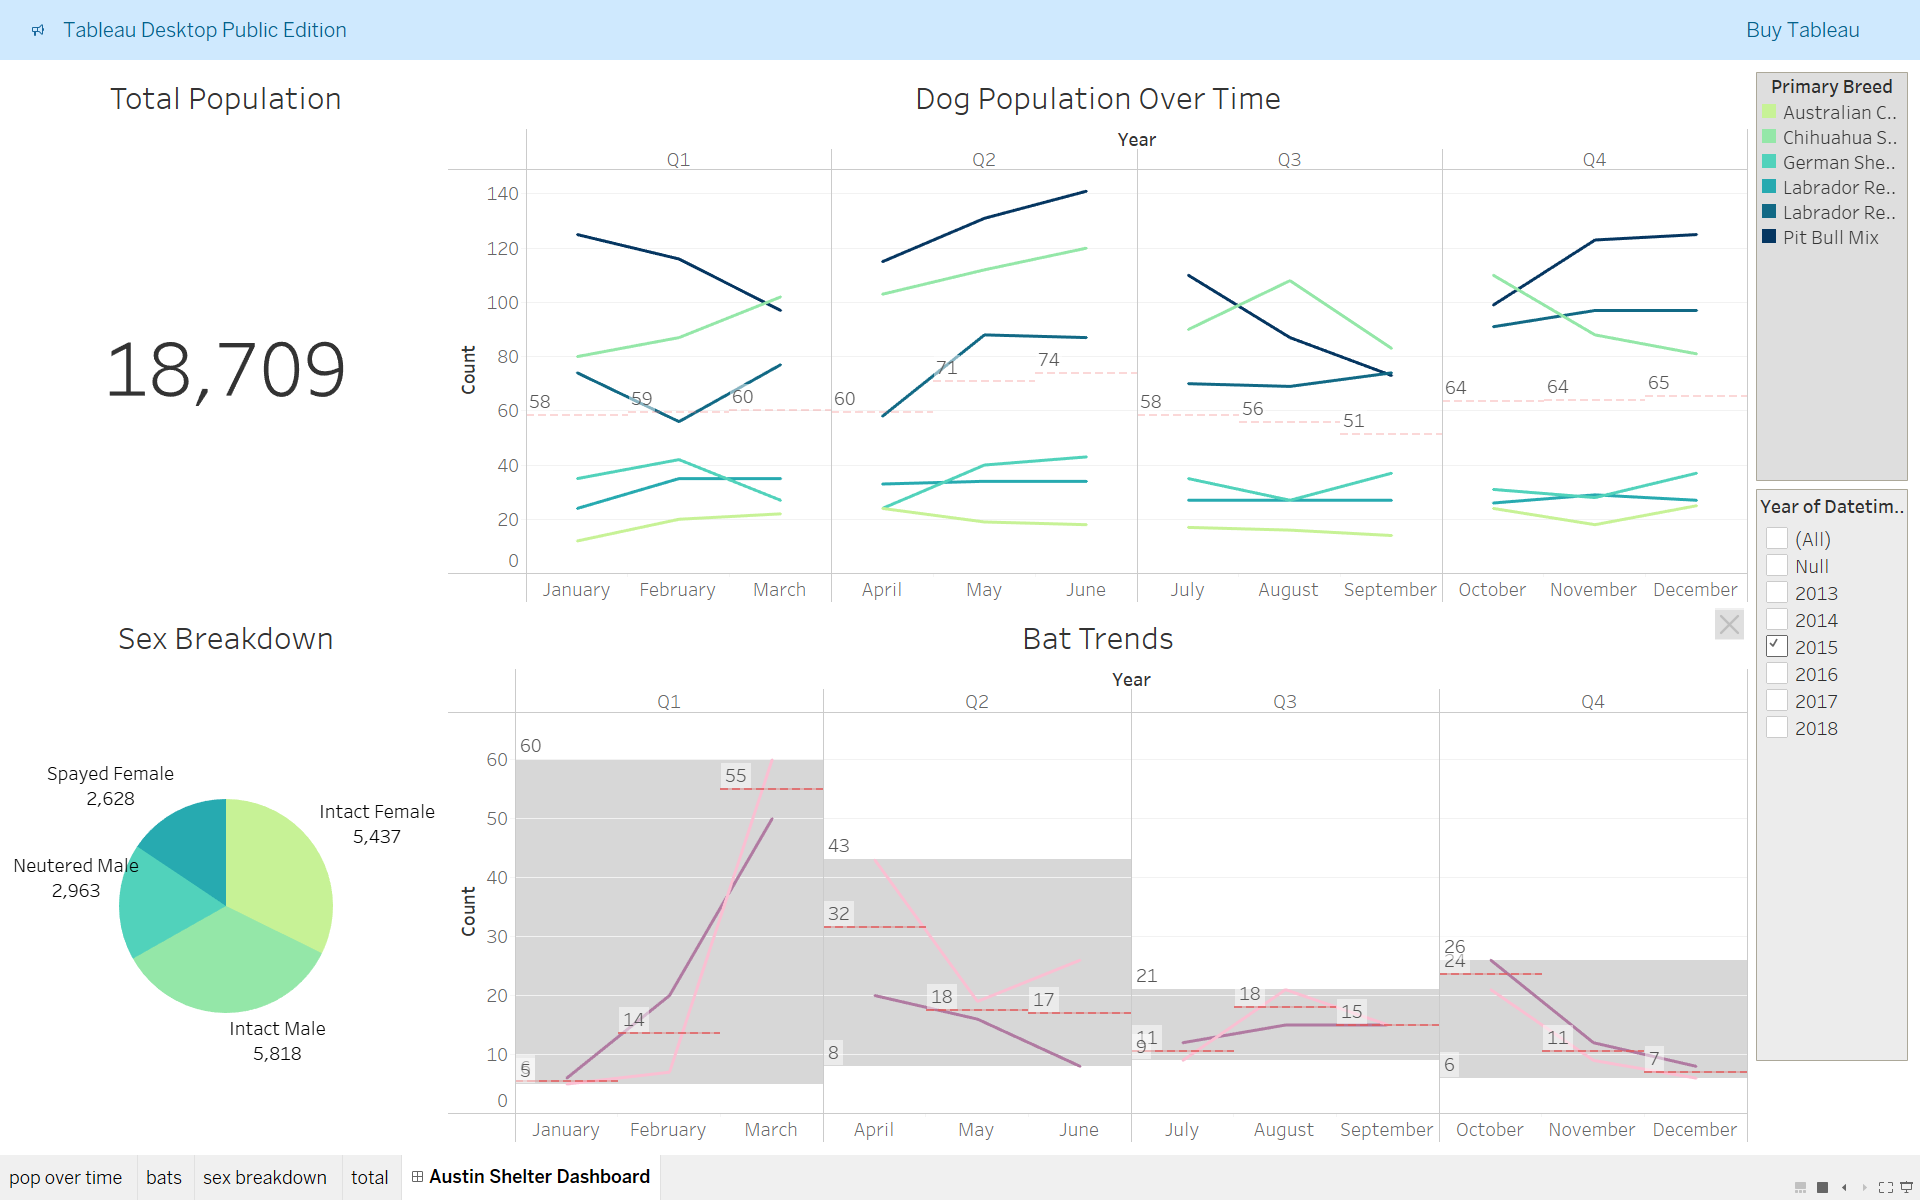 Tableau Desktop Public Edition
Buy Tableau
Total Population
18,709
Dog Population Over Time
Year
Q1 Q2 Q3 Q4
Count
140
120
100
80
60
40
20
0
58 59 60 60 71 74 58 56 51 64 64 65
January February March April May June July August September October November December
Primary Breed
Australian C..
Chihuahua S..
German She..
Labrador Re..
Labrador Re..
Pit Bull Mix
Year of Datetim..
(All)
Null
2013
2014
2015
2016
2017
2018
Sex Breakdown
Spayed Female
2,628
Intact Female
5,437
Neutered Male
2,963
Intact Male
5,818
Bat Trends
Year
Q1 Q2 Q3 Q4
Count
60
50
40
30
20
10
0
60
5
14
55
43
32
18
17
8
21
11
9
18
15
26
24
11
7
6
January February March April May June July August September October November December
pop over time bats sex breakdown total Austin Shelter Dashboard